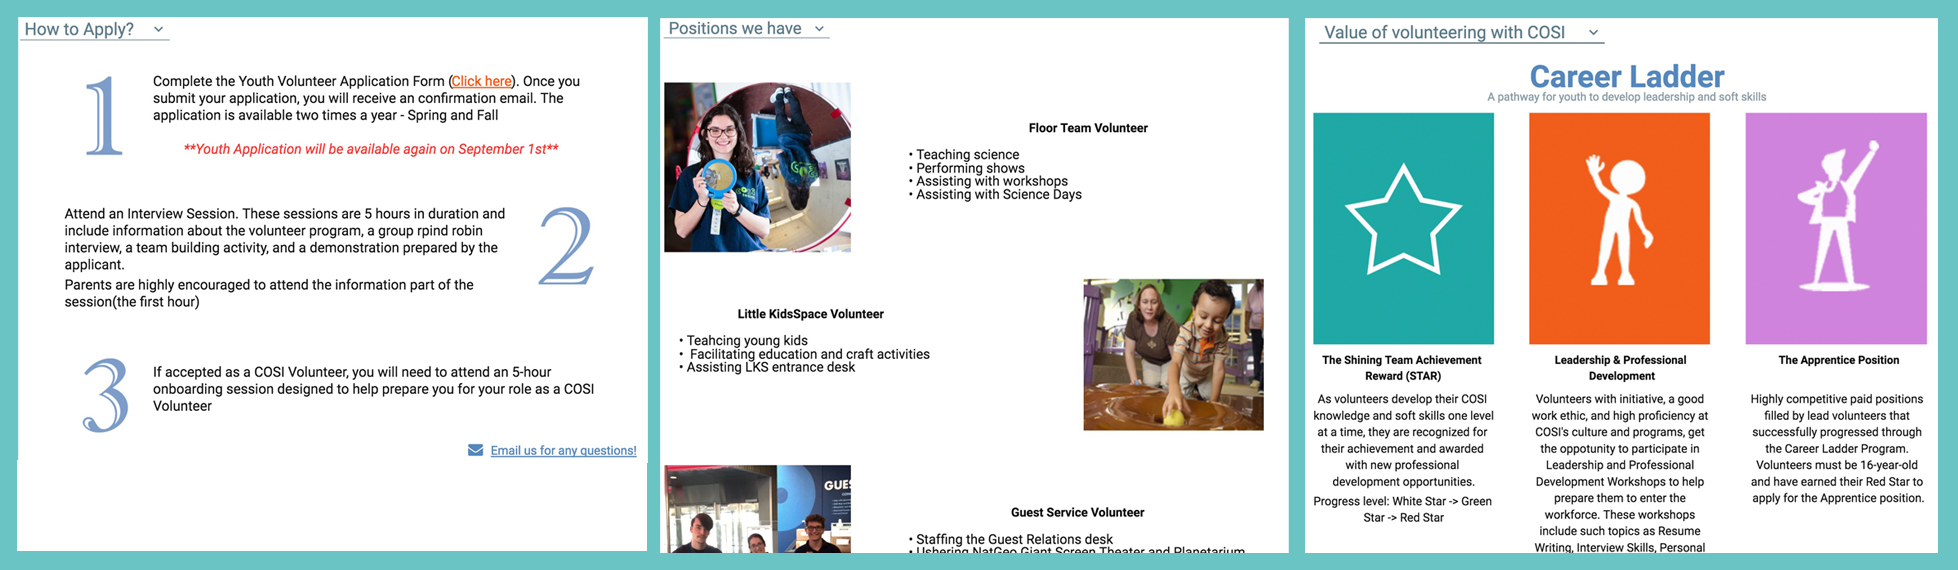 How to Apply?
1
Complete the Youth Volunteer Application Form (Click here). Once you
submit your application, you will receive an confirmation email. The
application is available two times a year - Spring and Fall
**Youth Application will be available again on September 1st**
Attend an Interview Session. These sessions are 5 hours in duration and
include information about the volunteer program, a group rpind robin
interview, a team building activity, and a demonstration prepared by the
applicant.
Parents are highly encouraged to attend the information part of the
session(the first hour)
2
3
If accepted as a COSI Volunteer, you will need to attend an 5-hour
onboarding session designed to help prepare you for your role as a COSI
Volunteer
Email us for any questions!
Positions we have
Floor Team Volunteer
• Teaching science
• Performing shows
• Assisting with workshops
• Assisting with Science Days
Little KidsSpace Volunteer
• Teahcing young kids
• Facilitating education and craft activities
• Assisting LKS entrance desk
GUES
Guest Service Volunteer
• Staffing the Guest Relations desk
• Ushering NatGeo Giant Screen Theater and Planetarium
Value of volunteering with COSI
Career Ladder
A pathway for youth to develop leadership and soft skills
The Shining Team Achievement
Reward (STAR)
As volunteers develop their COSI
knowledge and soft skills one level
at a time, they are recognized for
their achievement and awarded
with new professional
development opportunities.
Progress level: White Star -> Green
Star -> Red Star
Leadership & Professional
Development
Volunteers with initiative, a good
work ethic, and high proficiency at
COSI's culture and programs, get
the oppotunity to participate in
Leadership and Professional
Development Workshops to help
prepare them to enter the
workforce. These workshops
include such topics as Resume
Writing, Interview Skills, Personal
The Apprentice Position
Highly competitive paid positions
filled by lead volunteers that
successfully progressed through
the Career Ladder Program.
Volunteers must be 16-year-old
and have earned their Red Star to
apply for the Apprentice position.